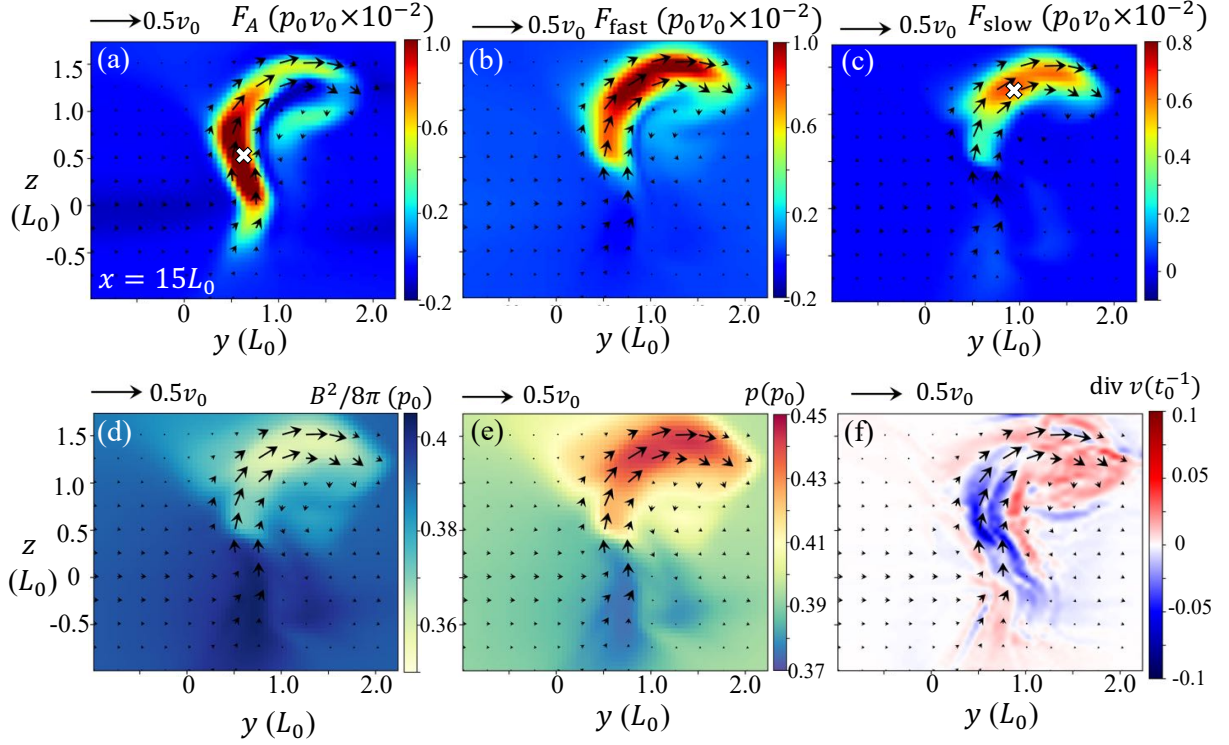 0.5v₀ F_A (p₀v₀×10⁻²)
0.5v₀ F_fast (p₀v₀×10⁻²)
0.5v₀ F_slow (p₀v₀×10⁻²)
(a)
1.5
1.0
0.5
0
-0.5
z
(L₀)
x = 15L₀
0 1.0 2.0
y (L₀)
1.0
0.6
0.2
-0.2
(b)
0 1.0 2.0
y (L₀)
1.0
0.6
0.2
-0.2
(c)
0 1.0 2.0
y (L₀)
0.8
0.6
0.4
0.2
0
0.5v₀ B²/8π (p₀)
0.5v₀ p(p₀)
0.5v₀ div v(t₀⁻¹)
(d)
1.5
1.0
0.5
0
-0.5
z
(L₀)
0 1.0 2.0
y (L₀)
0.4
0.38
0.36
(e)
0 1.0 2.0
y (L₀)
0.45
0.43
0.41
0.39
0.37
(f)
0 1.0 2.0
y (L₀)
0.1
0.05
0
-0.05
-0.1